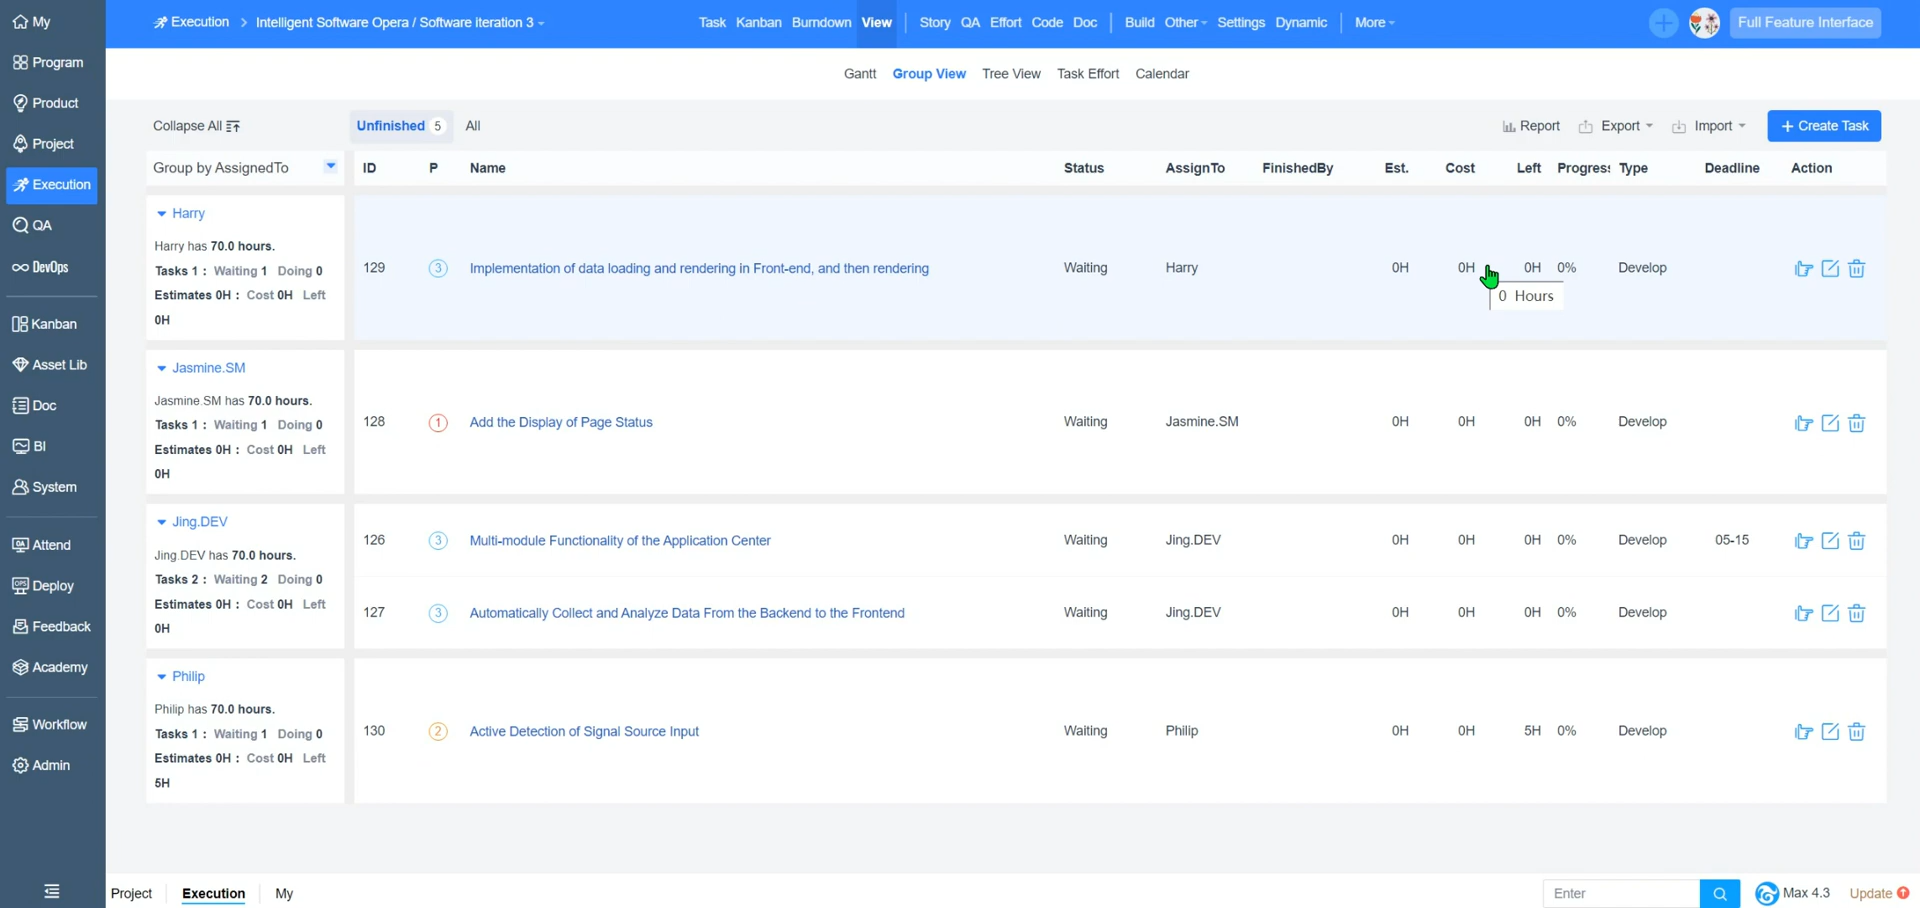 My
Program
Product
Project
Execution
QA
DevOps
Kanban
Asset Lib
Doc
BI
System
Attend
Deploy
Feedback
Academy
Workflow
Admin
Execution > Intelligent Software Opera / Software iteration 3
Task Kanban Burndown View Story QA Effort Code Doc Build Other Settings Dynamic More
Full Feature Interface
Gantt Group View Tree View Task Effort Calendar
Collapse All
Unfinished 5 All
Report Export Import + Create Task
Group by AssignedTo
ID P Name Status AssignTo FinishedBy Est. Cost Left Progres Type Deadline Action
Harry
Harry has 70.0 hours.
Tasks 1 : Waiting 1 Doing 0
Estimates 0H : Cost 0H Left
0H
129 3 Implementation of data loading and rendering in Front-end, and then rendering Waiting Harry 0H 0H 0H 0% Develop
0 Hours
Jasmine.SM
Jasmine.SM has 70.0 hours.
Tasks 1 : Waiting 1 Doing 0
Estimates 0H : Cost 0H Left
0H
128 1 Add the Display of Page Status Waiting Jasmine.SM 0H 0H 0H 0% Develop
Jing.DEV
Jing.DEV has 70.0 hours.
Tasks 2 : Waiting 2 Doing 0
Estimates 0H : Cost 0H Left
0H
126 3 Multi-module Functionality of the Application Center Waiting Jing.DEV 0H 0H 0H 0% Develop 05-15
127 3 Automatically Collect and Analyze Data From the Backend to the Frontend Waiting Jing.DEV 0H 0H 0H 0% Develop
Philip
Philip has 70.0 hours.
Tasks 1 : Waiting 1 Doing 0
Estimates 0H : Cost 0H Left
5H
130 2 Active Detection of Signal Source Input Waiting Philip 0H 0H 5H 0% Develop
Project Execution My
Enter
Max 4.3 Update